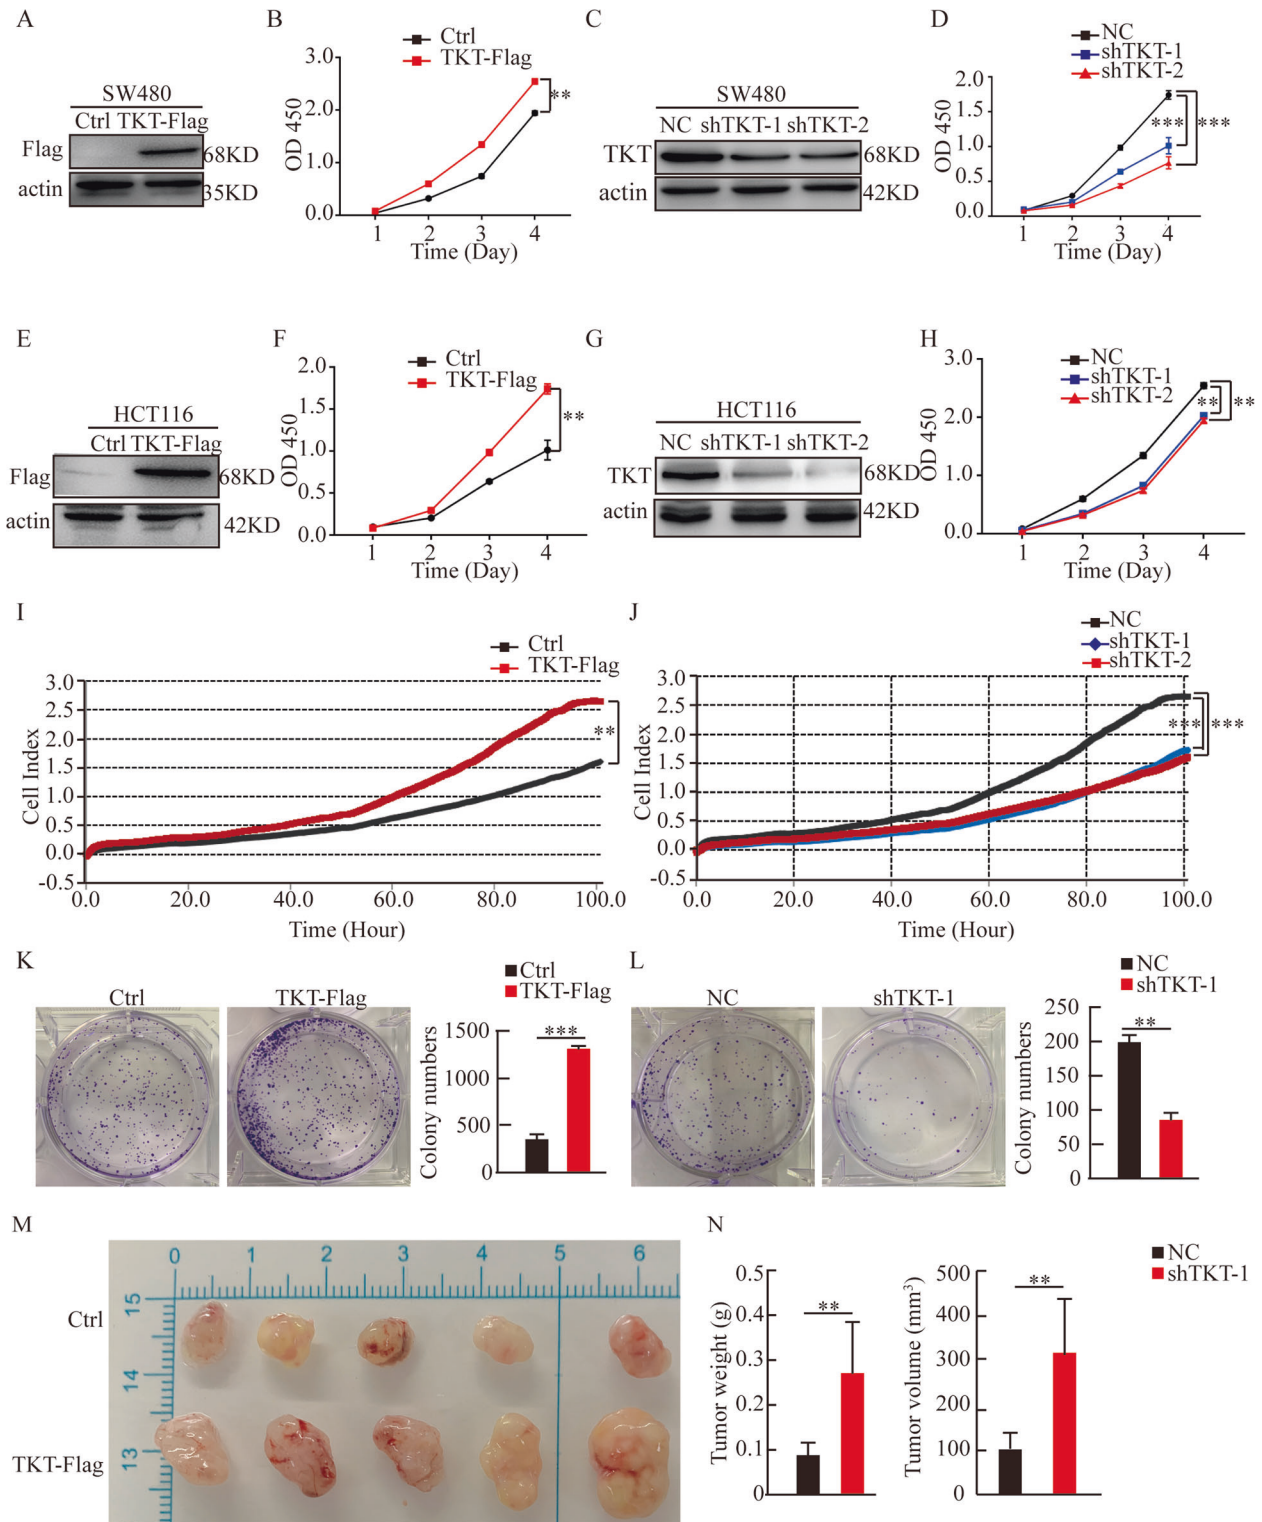 A
SW480
Ctrl TKT-Flag
Flag
68KD
actin
35KD
B
Ctrl
TKT-Flag
OD 450
3.0
2.0
1.0
0.0
**
1 2 3 4
Time (Day)
C
SW480
NC shTKT-1 shTKT-2
TKT
68KD
actin
42KD
D
NC
shTKT-1
shTKT-2
OD 450
2.0
1.5
1.0
0.5
0.0
*** ***
1 2 3 4
Time (Day)
E
HCT116
Ctrl TKT-Flag
Flag
68KD
actin
42KD
F
Ctrl
TKT-Flag
OD 450
2.0
1.5
1.0
0.5
0.0
**
1 2 3 4
Time (Day)
G
HCT116
NC shTKT-1 shTKT-2
TKT
68KD
actin
42KD
H
NC
shTKT-1
shTKT-2
OD 450
3.0
2.0
1.0
0.0
** **
1 2 3 4
Time (Day)
I
Ctrl
TKT-Flag
Cell Index
3.0
2.5
2.0
1.5
1.0
0.5
0.0
-0.5
**
0.0 20.0 40.0 60.0 80.0 100.0
Time (Hour)
J
NC
shTKT-1
shTKT-2
Cell Index
3.0
2.5
2.0
1.5
1.0
0.5
0.0
-0.5
*** ***
0.0 20.0 40.0 60.0 80.0 100.0
Time (Hour)
K
Ctrl
TKT-Flag
Ctrl
TKT-Flag
Colony numbers
1500
1000
500
0
***
L
NC
shTKT-1
NC
shTKT-1
Colony numbers
250
200
150
100
50
0
**
M
0 1 2 3 4 5 6
15
14
13
Ctrl
TKT-Flag
N
NC
shTKT-1
Tumor weight (g)
0.5
0.4
0.3
0.2
0.1
0
**
Tumor volume (mm³)
500
400
300
300
100
0
**